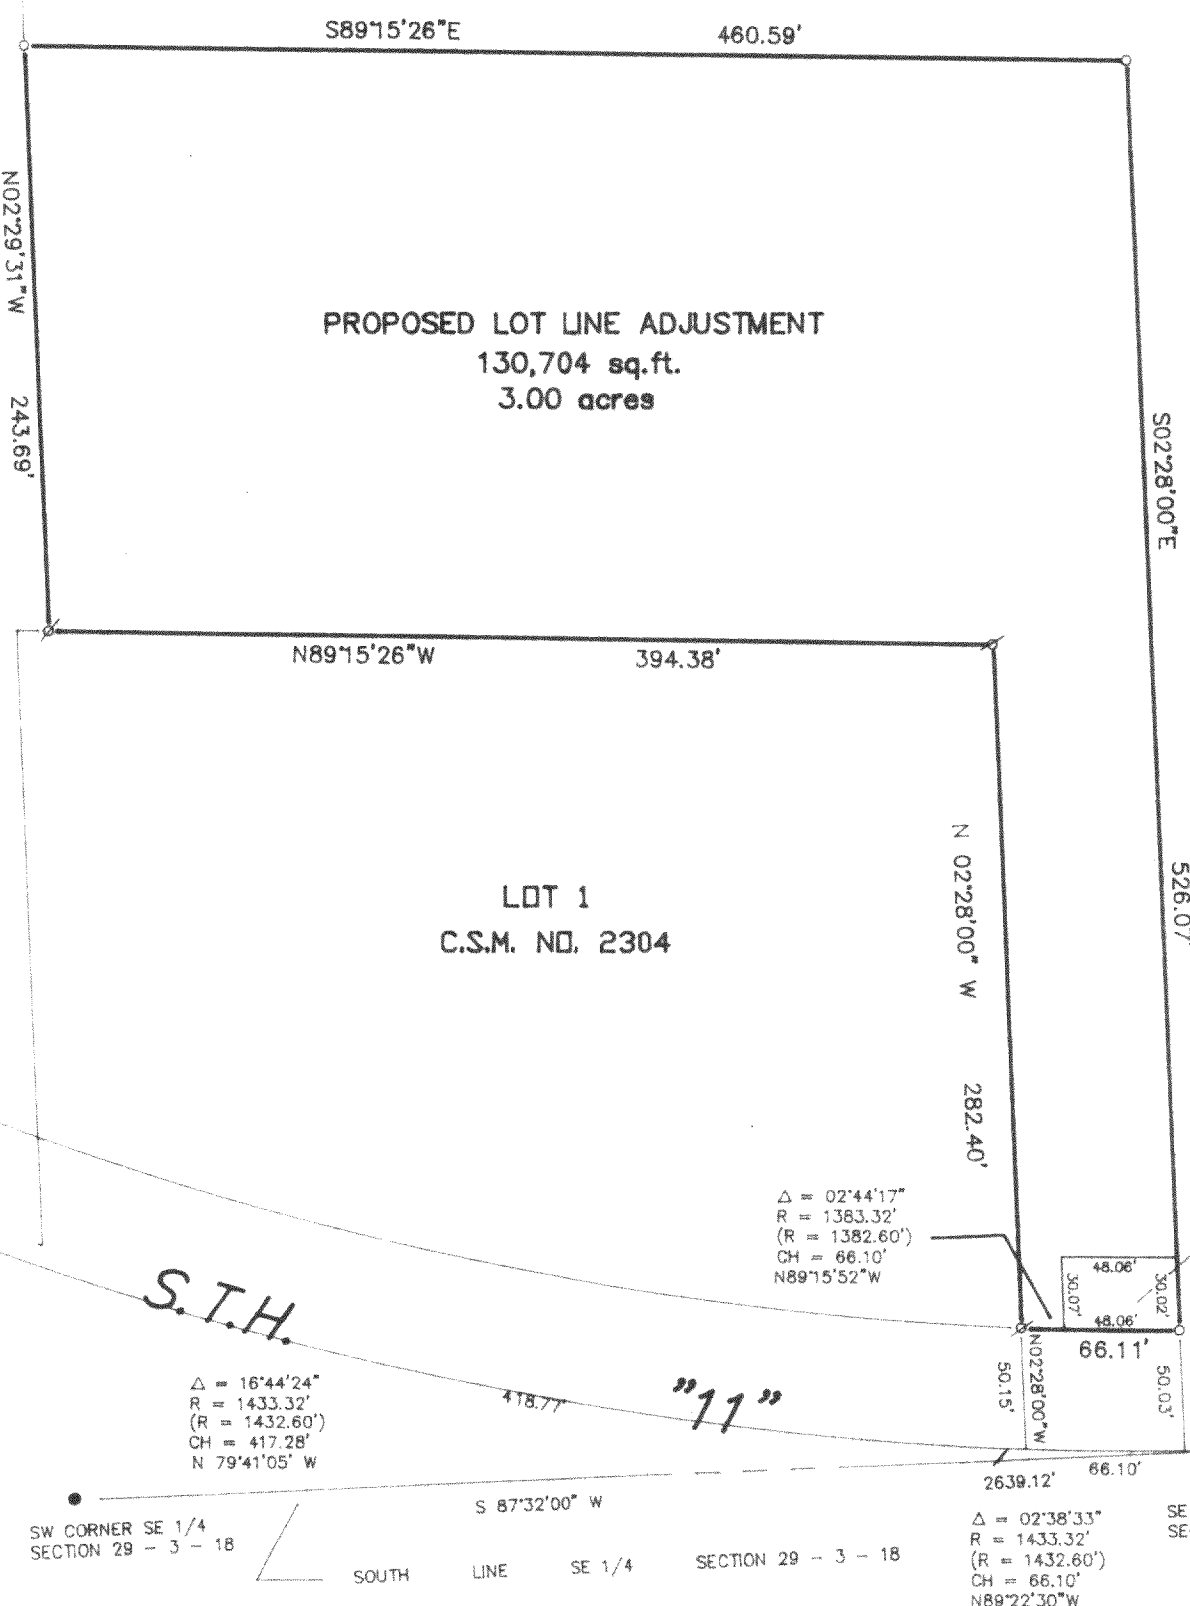 S89°15'26"E 460.59'
N02°29'31"W 243.69'
PROPOSED LOT LINE ADJUSTMENT
130,704 sq.ft.
3.00 acres
S02°28'00"E 526.07'
N89°15'26"W 394.38'
N 02°28'00" W 282.40'
LOT 1
C.S.M. NO. 2304
Δ = 02°44'17"
R = 1383.32'
(R = 1382.60')
CH = 66.10'
N89°15'52"W
48.06'
30.07'
30.02'
48.06'
66.11'
S.T.H. "11"
N02°28'00"W
50.15'
50.03'
Δ = 16°44'24"
R = 1433.32'
(R = 1432.60')
CH = 417.28'
N 79°41'05' W
418.77'
66.10'
2639.12'
S 87°32'00" W
SW CORNER SE 1/4
SECTION 29 - 3 - 18
SOUTH LINE SE 1/4 SECTION 29 - 3 - 18
Δ = 02°38'33"
R = 1433.32'
(R = 1432.60')
CH = 66.10'
N89°22'30"W
SE
SE